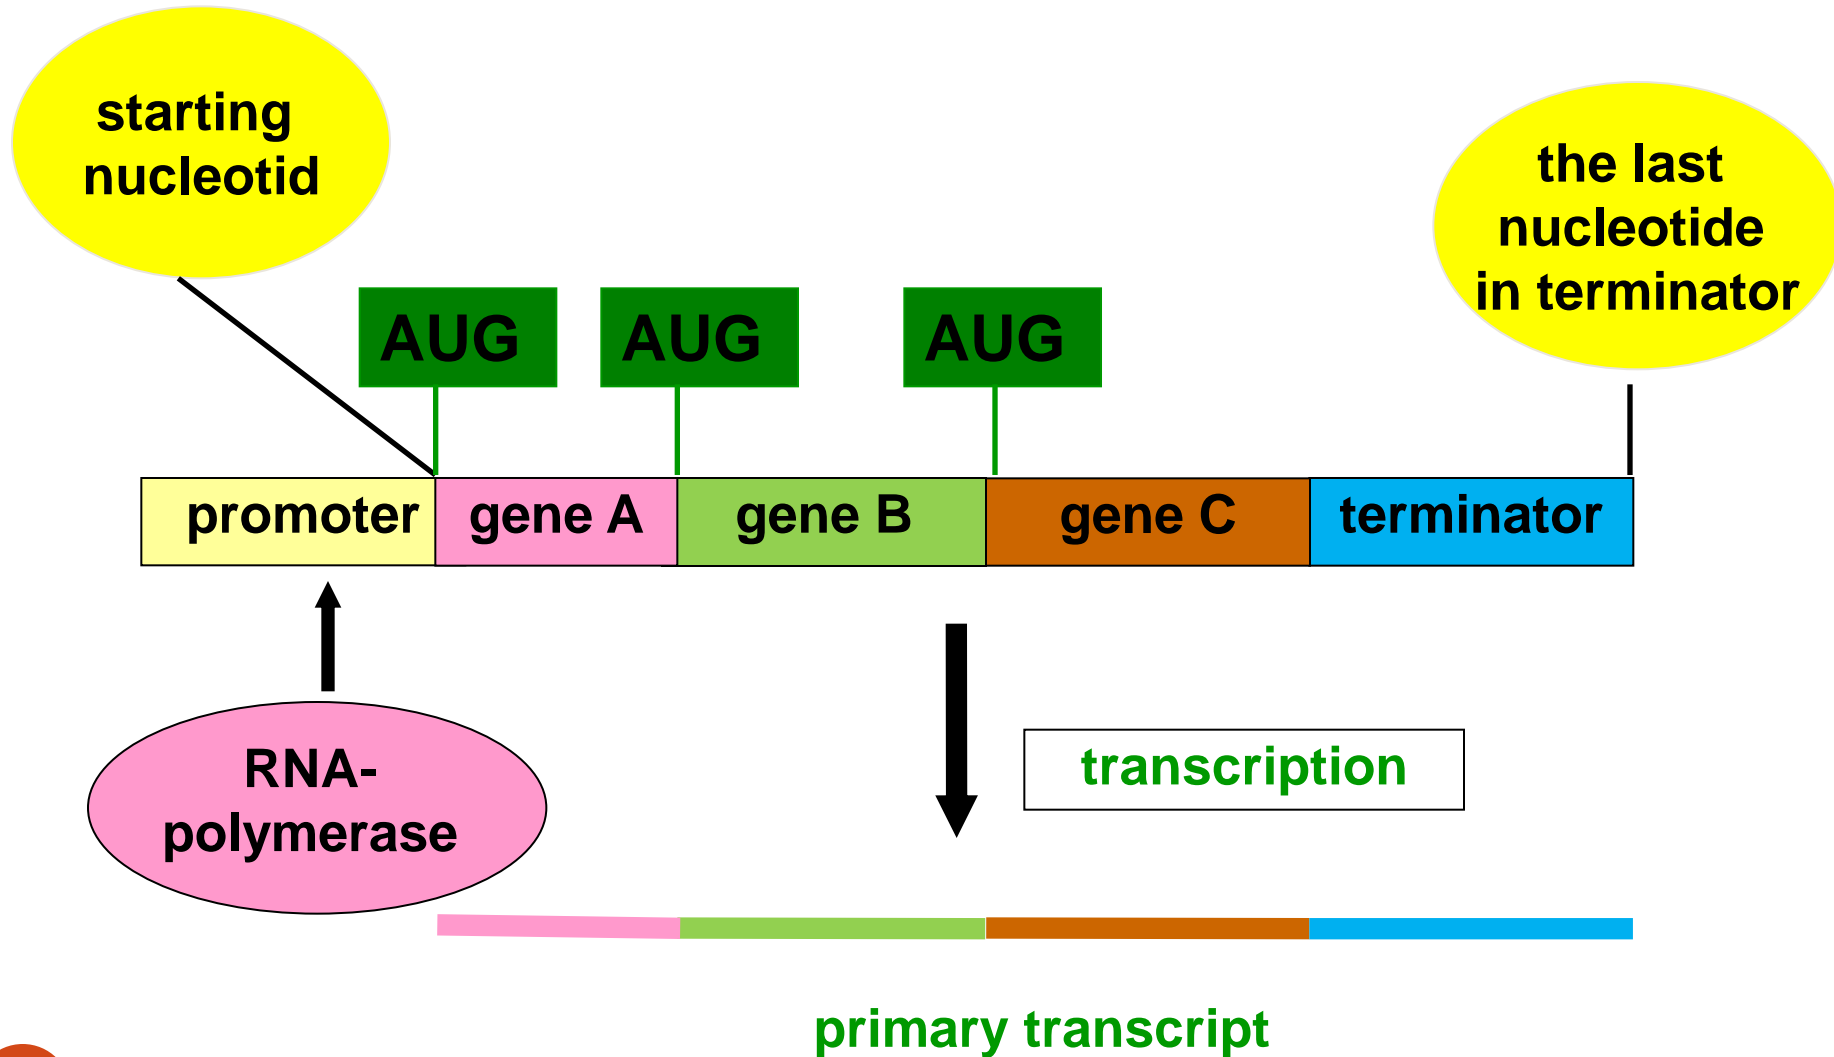 starting
nucleotid
the last
nucleotide
in terminator
AUG AUG AUG
promoter gene A gene B gene C terminator
RNA-
polymerase
transcription
primary transcript